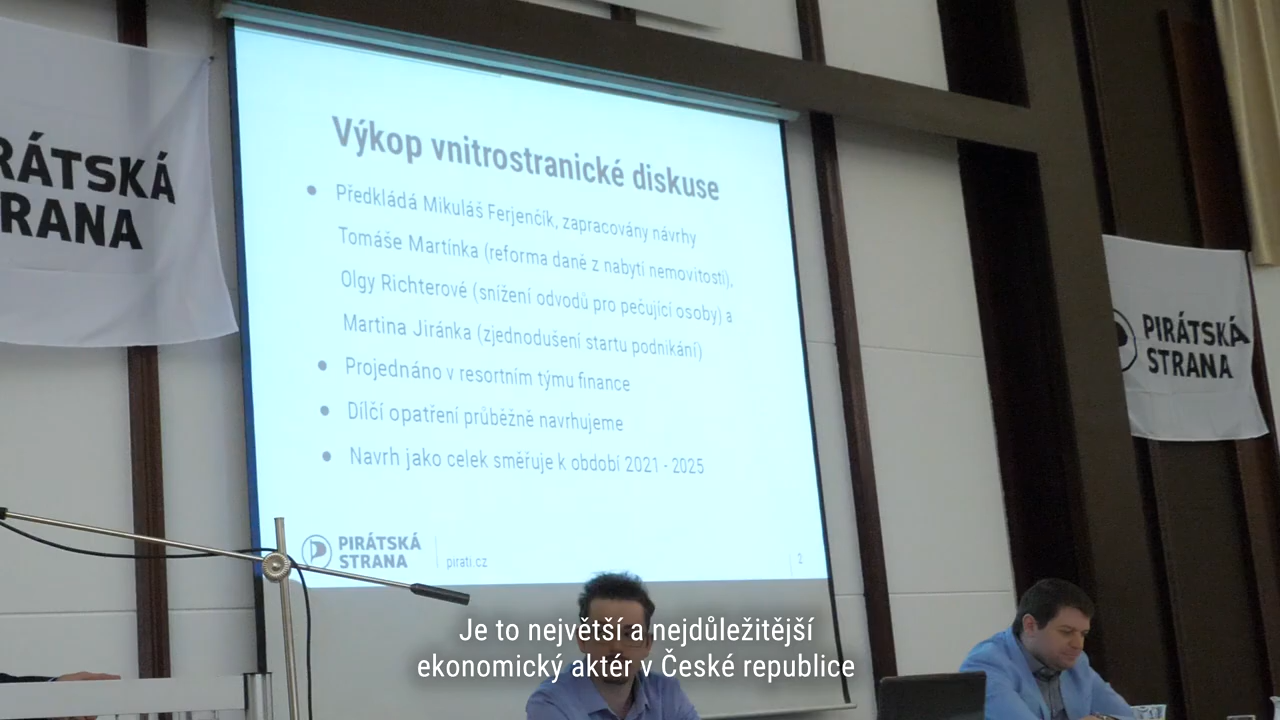 RÁTSKÁ
RANA
Výkop vnitrostranické diskuse
Předkládá Mikuláš Ferjenčík, zapracovány návrhy
Tomáše Martínka (reforma daně z nabytí nemovitosti),
Olgy Richterové (snížení odvodů pro pečující osoby) a
Martina Jiránka (zjednodušení startu podnikání)
Projednáno v resortním týmu finance
Dílčí opatření průběžně navrhujeme
Navrh jako celek směřuje k období 2021 - 2025
PIRÁTSKÁ
STRANA
pirati.cz
2
PIRÁTSKÁ
STRANA
Je to největší a nejdůležitější
ekonomický aktér v České republice